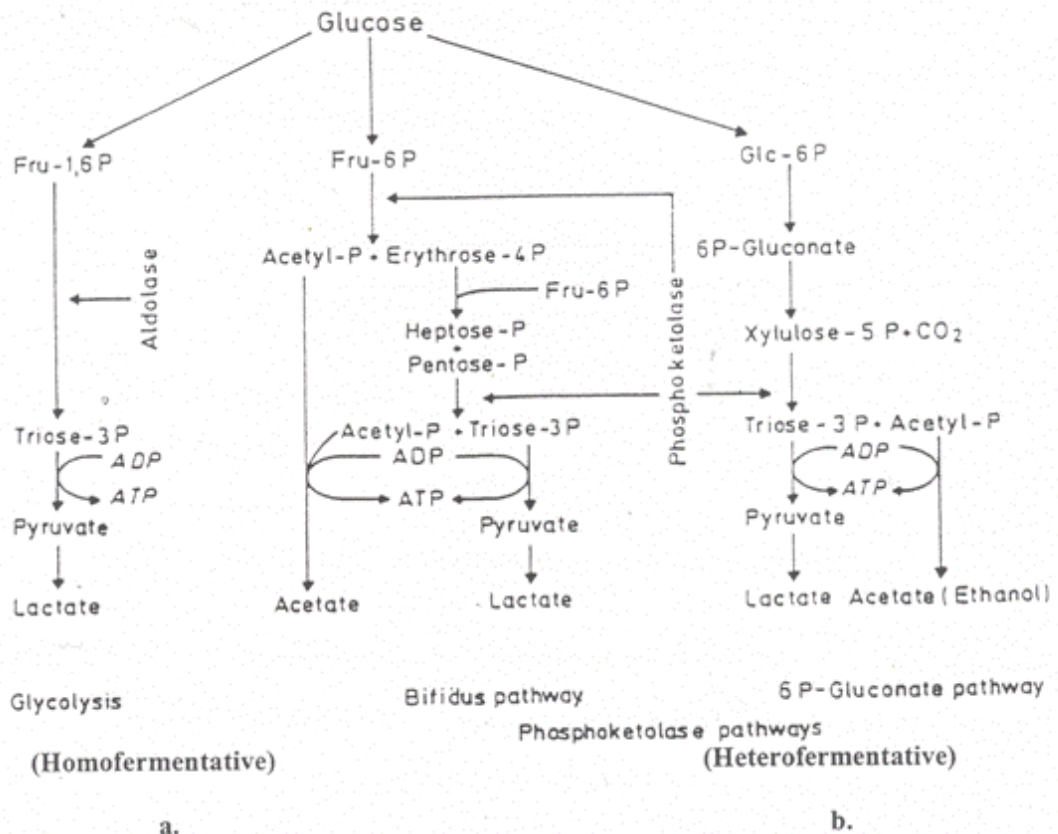 Glucose
Fru-1,6P
Fru-6P
Glc-6P
Acetyl-P + Erythrose-4P
6P-Gluconate
Aldolase
Fru-6P
Phosphoketolase
Heptose-P
+
Pentose-P
Xylulose-5P+CO₂
Triose-3P
Acetyl-P + Triose-3P
Triose-3P + Acetyl-P
ADP
ADP
ADP
ATP
ATP
ATP
Pyruvate
Pyruvate
Pyruvate
Lactate
Acetate
Lactate
Lactate Acetate (Ethanol)
Glycolysis
Bifidus pathway
6P-Gluconate pathway
Phosphoketolase pathways
(Homofermentative)
(Heterofermentative)
a.
b.